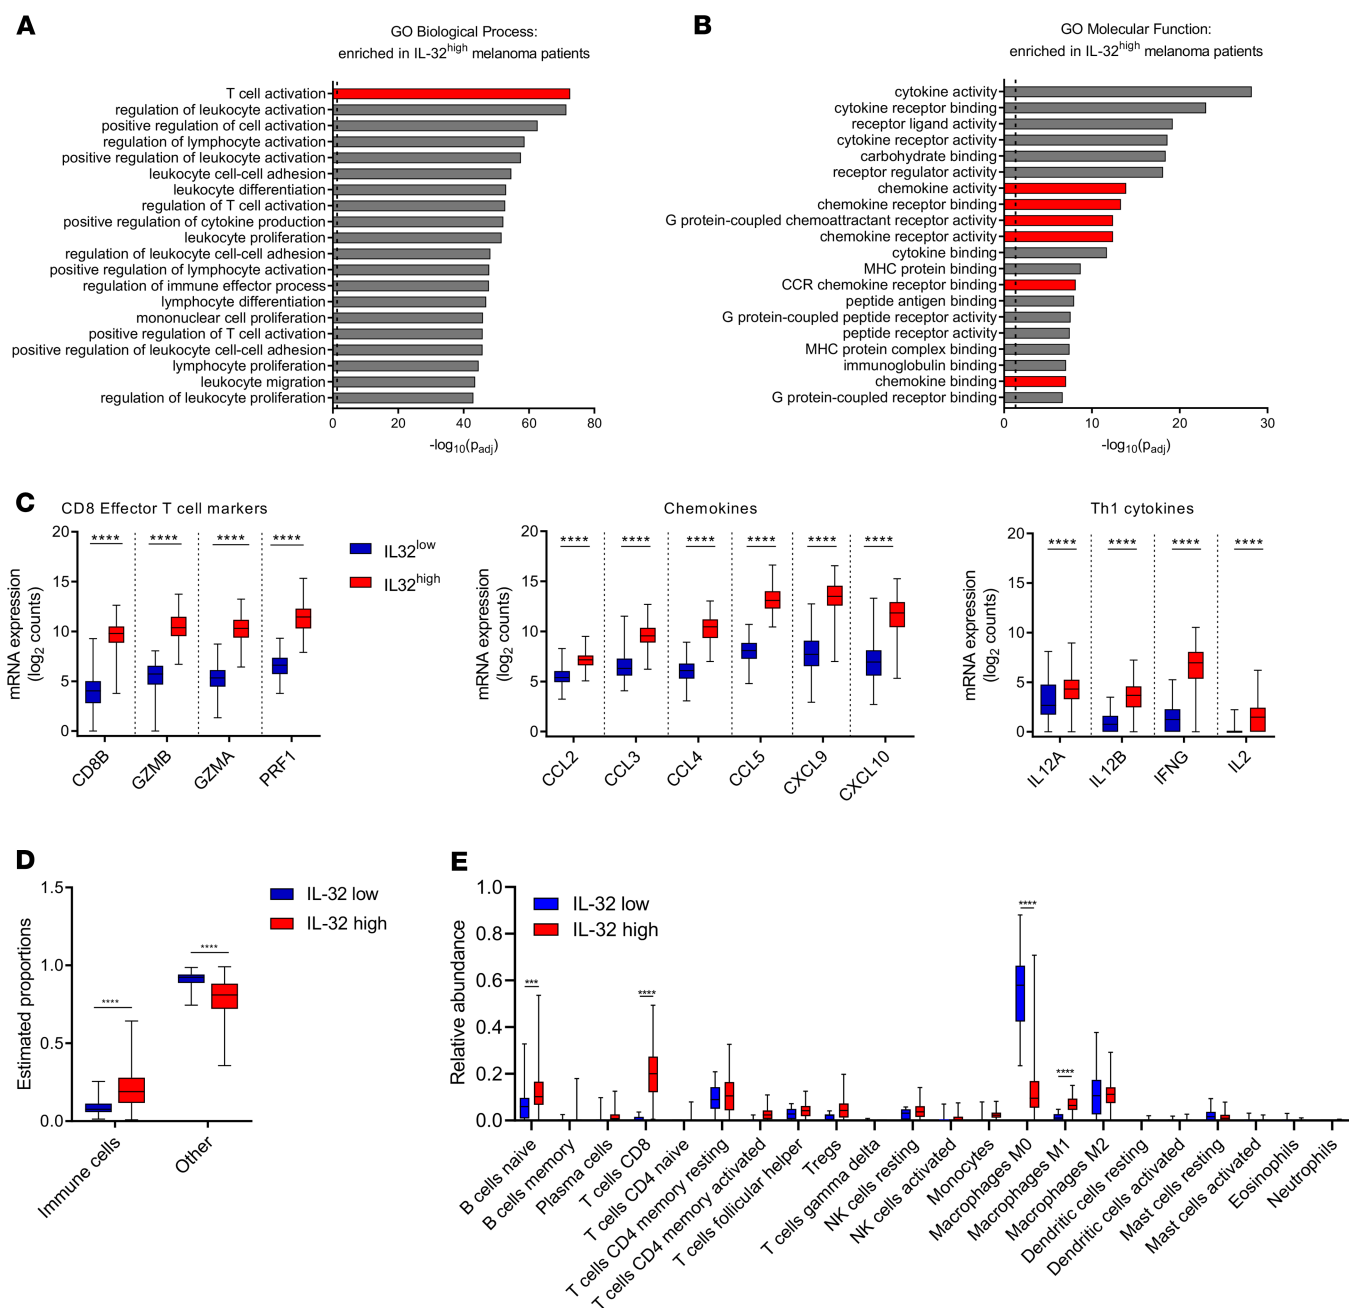 A
GO Biological Process:
enriched in IL-32high melanoma patients
T cell activation
regulation of leukocyte activation
positive regulation of cell activation
regulation of lymphocyte activation
positive regulation of leukocyte activation
leukocyte cell-cell adhesion
leukocyte differentiation
regulation of T cell activation
positive regulation of cytokine production
leukocyte proliferation
regulation of leukocyte cell-cell adhesion
positive regulation of lymphocyte activation
regulation of immune effector process
lymphocyte differentiation
mononuclear cell proliferation
positive regulation of T cell activation
positive regulation of leukocyte cell-cell adhesion
lymphocyte proliferation
leukocyte migration
regulation of leukocyte proliferation
0 20 40 60 80
-log10(padj)
B
GO Molecular Function:
enriched in IL-32high melanoma patients
cytokine activity
cytokine receptor binding
receptor ligand activity
cytokine receptor activity
carbohydrate binding
receptor regulator activity
chemokine activity
chemokine receptor binding
G protein-coupled chemoattractant receptor activity
chemokine receptor activity
cytokine binding
MHC protein binding
CCR chemokine receptor binding
peptide antigen binding
G protein-coupled peptide receptor activity
peptide receptor activity
MHC protein complex binding
immunoglobulin binding
chemokine binding
G protein-coupled receptor binding
0 10 20 30
-log10(padj)
C
CD8 Effector T cell markers
mRNA expression
(log2 counts)
20
15
10
5
0
**** **** **** ****
CD8B
GZMB
GZMA
PRF1
IL32low
IL32high
Chemokines
mRNA expression
(log2 counts)
20
15
10
5
0
**** **** **** **** **** ****
CCL2
CCL3
CCL4
CCL5
CXCL9
CXCL10
Th1 cytokines
mRNA expression
(log2 counts)
20
15
10
5
0
**** **** **** ****
IL12A
IL12B
IFNG
IL2
D
Estimated proportions
1.5
1.0
0.5
0.0
****
****
Immune cells
Other
IL-32 low
IL-32 high
E
Relative abundance
1.0
0.8
0.6
0.4
0.2
0.0
IL-32 low
IL-32 high
***
****
****
****
B cells naive
B cells memory
Plasma cells
T cells CD8
T cells CD4 naive
T cells CD4 memory resting
T cells CD4 memory activated
T cells follicular helper
Tregs
T cells gamma delta
NK cells resting
NK cells activated
Monocytes
Macrophages M0
Macrophages M1
Macrophages M2
Dendritic cells resting
Dendritic cells activated
Mast cells resting
Mast cells activated
Eosinophils
Neutrophils